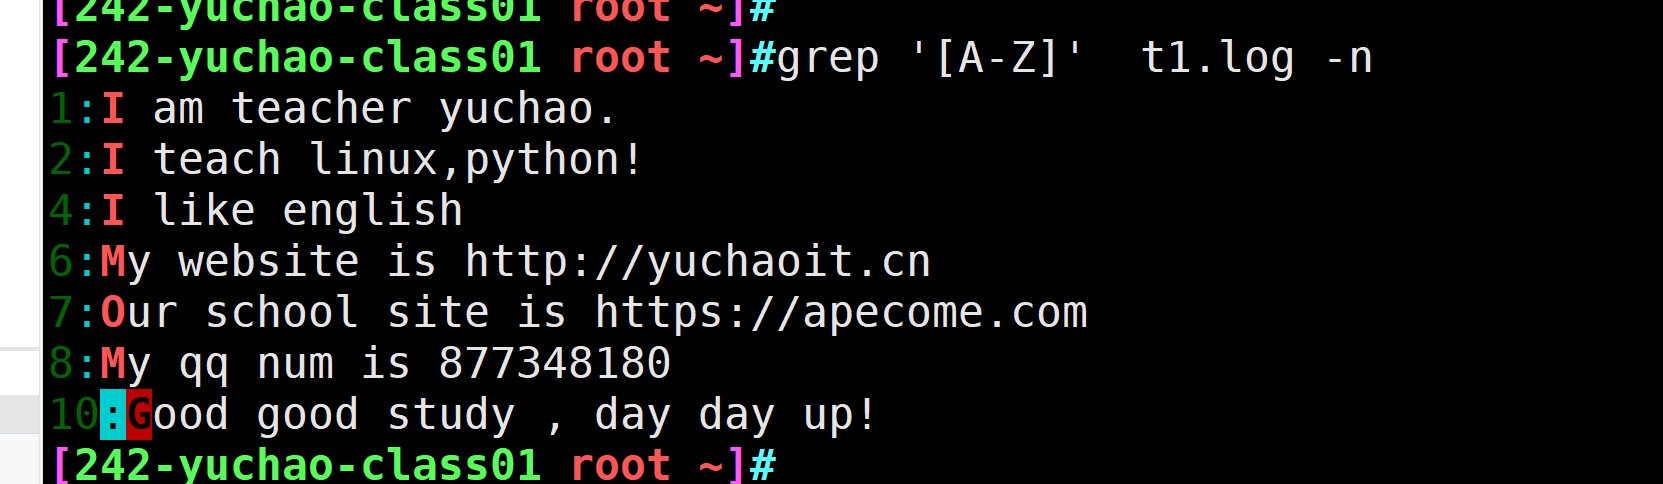 [242-yuchao-class01 root ~]#
[242-yuchao-class01 root ~]#grep '[A-Z]'  t1.log -n
1:I am teacher yuchao.
2:I teach linux,python!
4:I like english
6:My website is http://yuchaoit.cn
7:Our school site is https://apecome.com
8:My qq num is 877348180
10:Good good study , day day up!
[242-yuchao-class01 root ~]#